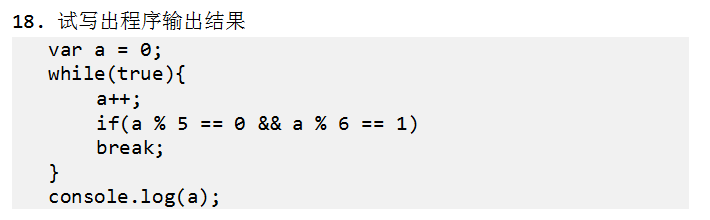 18. 试写出程序输出结果
var a = 0;
while(true){
a++;
if(a % 5 == 0 && a % 6 == 1)
break;
}
console.log(a);